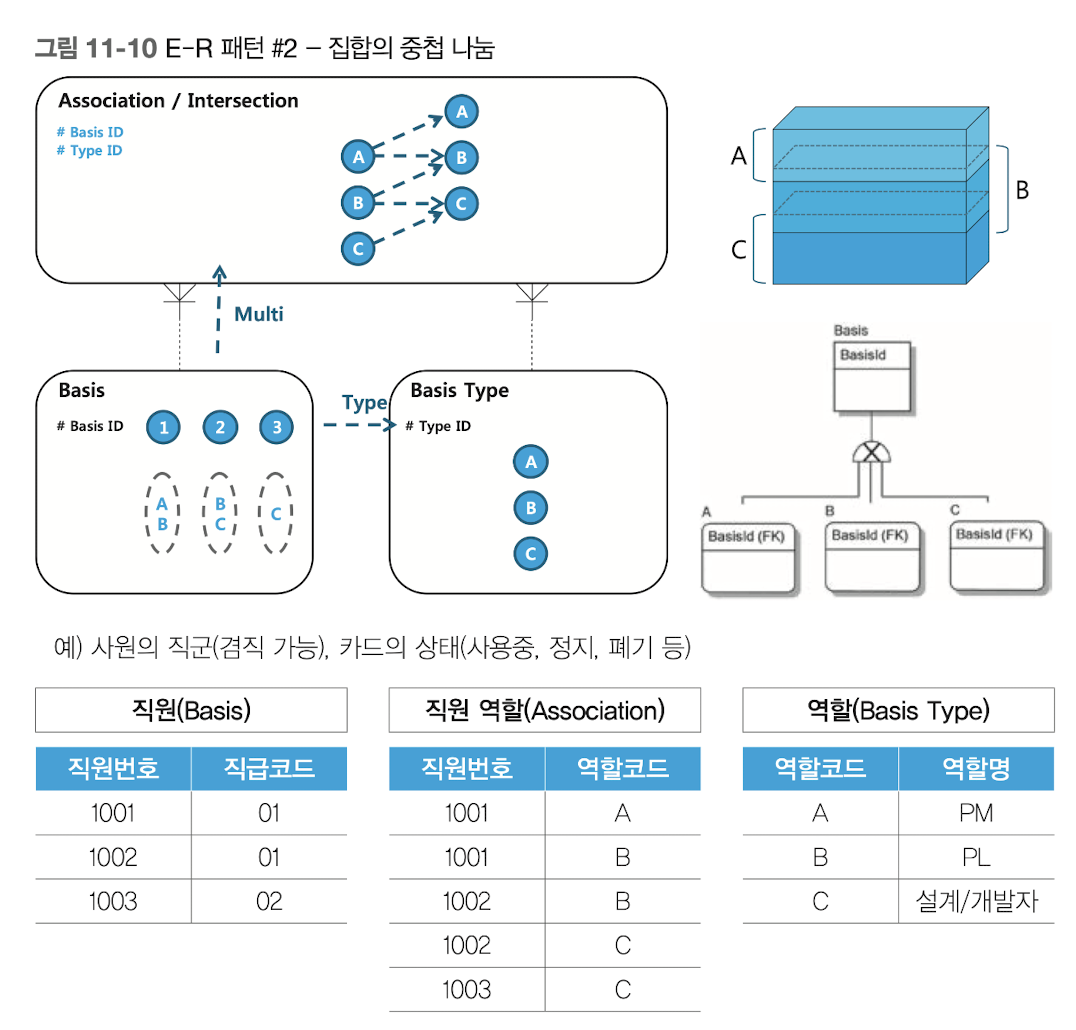 그림 11-10 E-R 패턴 #2 – 집합의 중첩 나눔
Association / Intersection
# Basis ID
# Type ID
A
A
B
B
C
C
A
B
C
Multi
Basis
# Basis ID
1 2 3
A
B
B
C
C
Type
Basis Type
# Type ID
A
B
C
Basis
BasisId
A
BasisId (FK)
B
BasisId (FK)
C
BasisId (FK)
예) 사원의 직군(겸직 가능), 카드의 상태(사용중, 정지, 폐기 등)
직원(Basis)
직원번호 직급코드
1001 01
1002 01
1003 02
직원 역할(Association)
직원번호 역할코드
1001 A
1001 B
1002 B
1002 C
1003 C
역할(Basis Type)
역할코드 역할명
A PM
B PL
C 설계/개발자